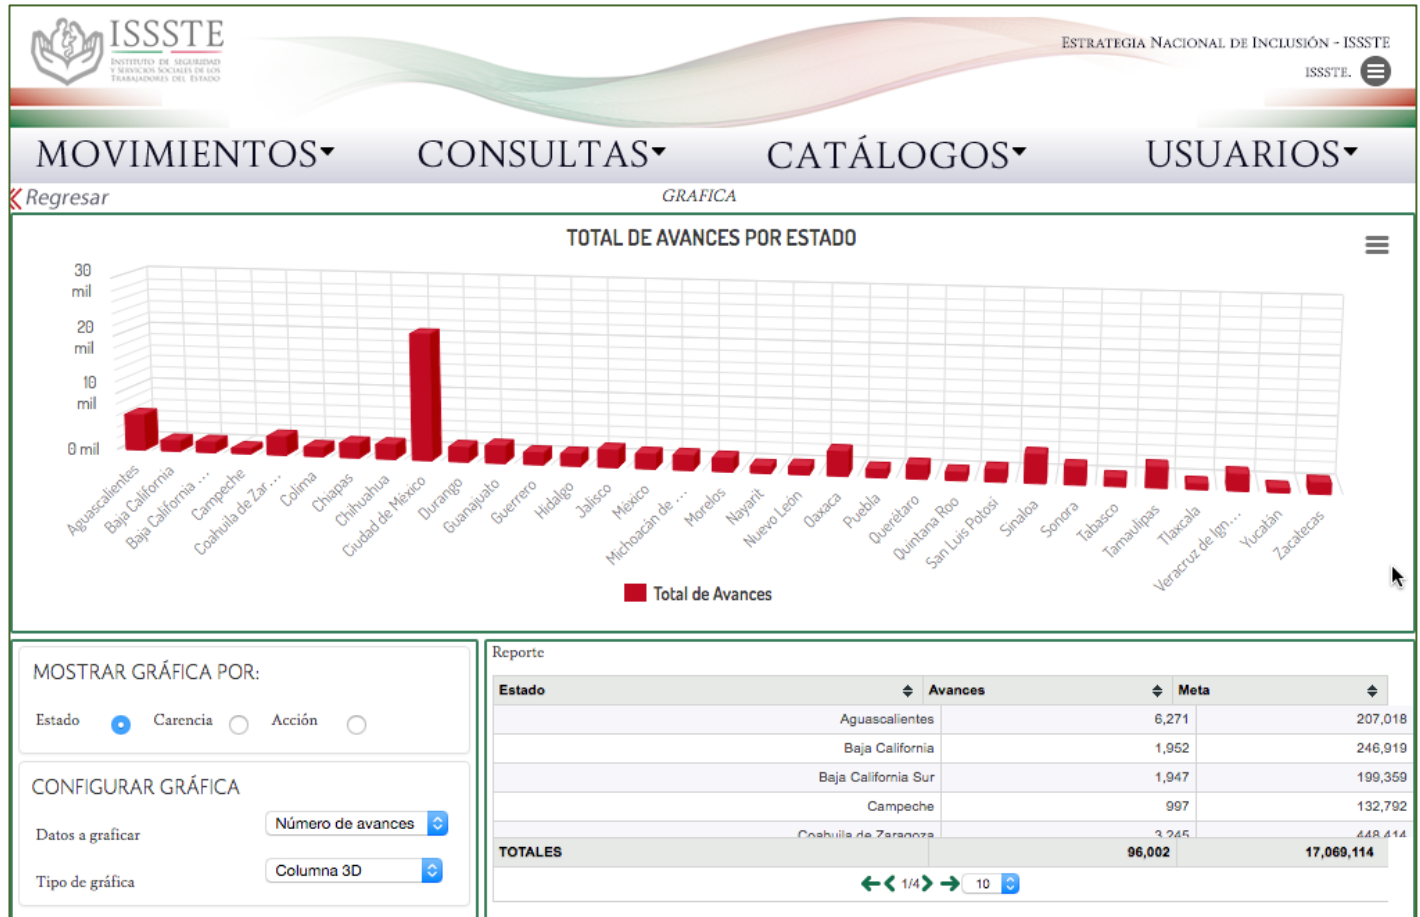 ISSSTE
INSTITUTO DE SEGURIDAD
Y SERVICIOS SOCIALES DE LOS
TRABAJADORES DEL ESTADO
ESTRATEGIA NACIONAL DE INCLUSIÓN - ISSSTE
ISSSTE.
MOVIMIENTOS CONSULTAS CATÁLOGOS USUARIOS
Regresar GRAFICA
TOTAL DE AVANCES POR ESTADO
30
mil
20
mil
10
mil
0 mil
Aguascalientes
Baja California
Baja California ...
Campeche
Coahuila de Zar...
Colima
Chiapas
Chihuahua
Ciudad de México
Durango
Guanajuato
Guerrero
Hidalgo
Jalisco
México
Michoacán de ...
Morelos
Nayarit
Nuevo León
Oaxaca
Puebla
Querétaro
Quintana Roo
San Luis Potosí
Sinaloa
Sonora
Tabasco
Tamaulipas
Tlaxcala
Veracruz de Ign...
Yucatán
Zacatecas
Total de Avances
MOSTRAR GRÁFICA POR:
Estado Carencia Acción
CONFIGURAR GRÁFICA
Datos a graficar Número de avances
Tipo de gráfica Columna 3D
Reporte
Estado Avances Meta
Aguascalientes 6,271 207,018
Baja California 1,952 246,919
Baja California Sur 1,947 199,359
Campeche 997 132,792
Coahuila de Zaragoza 3,245 448,414
TOTALES 96,002 17,069,114
1/4 10